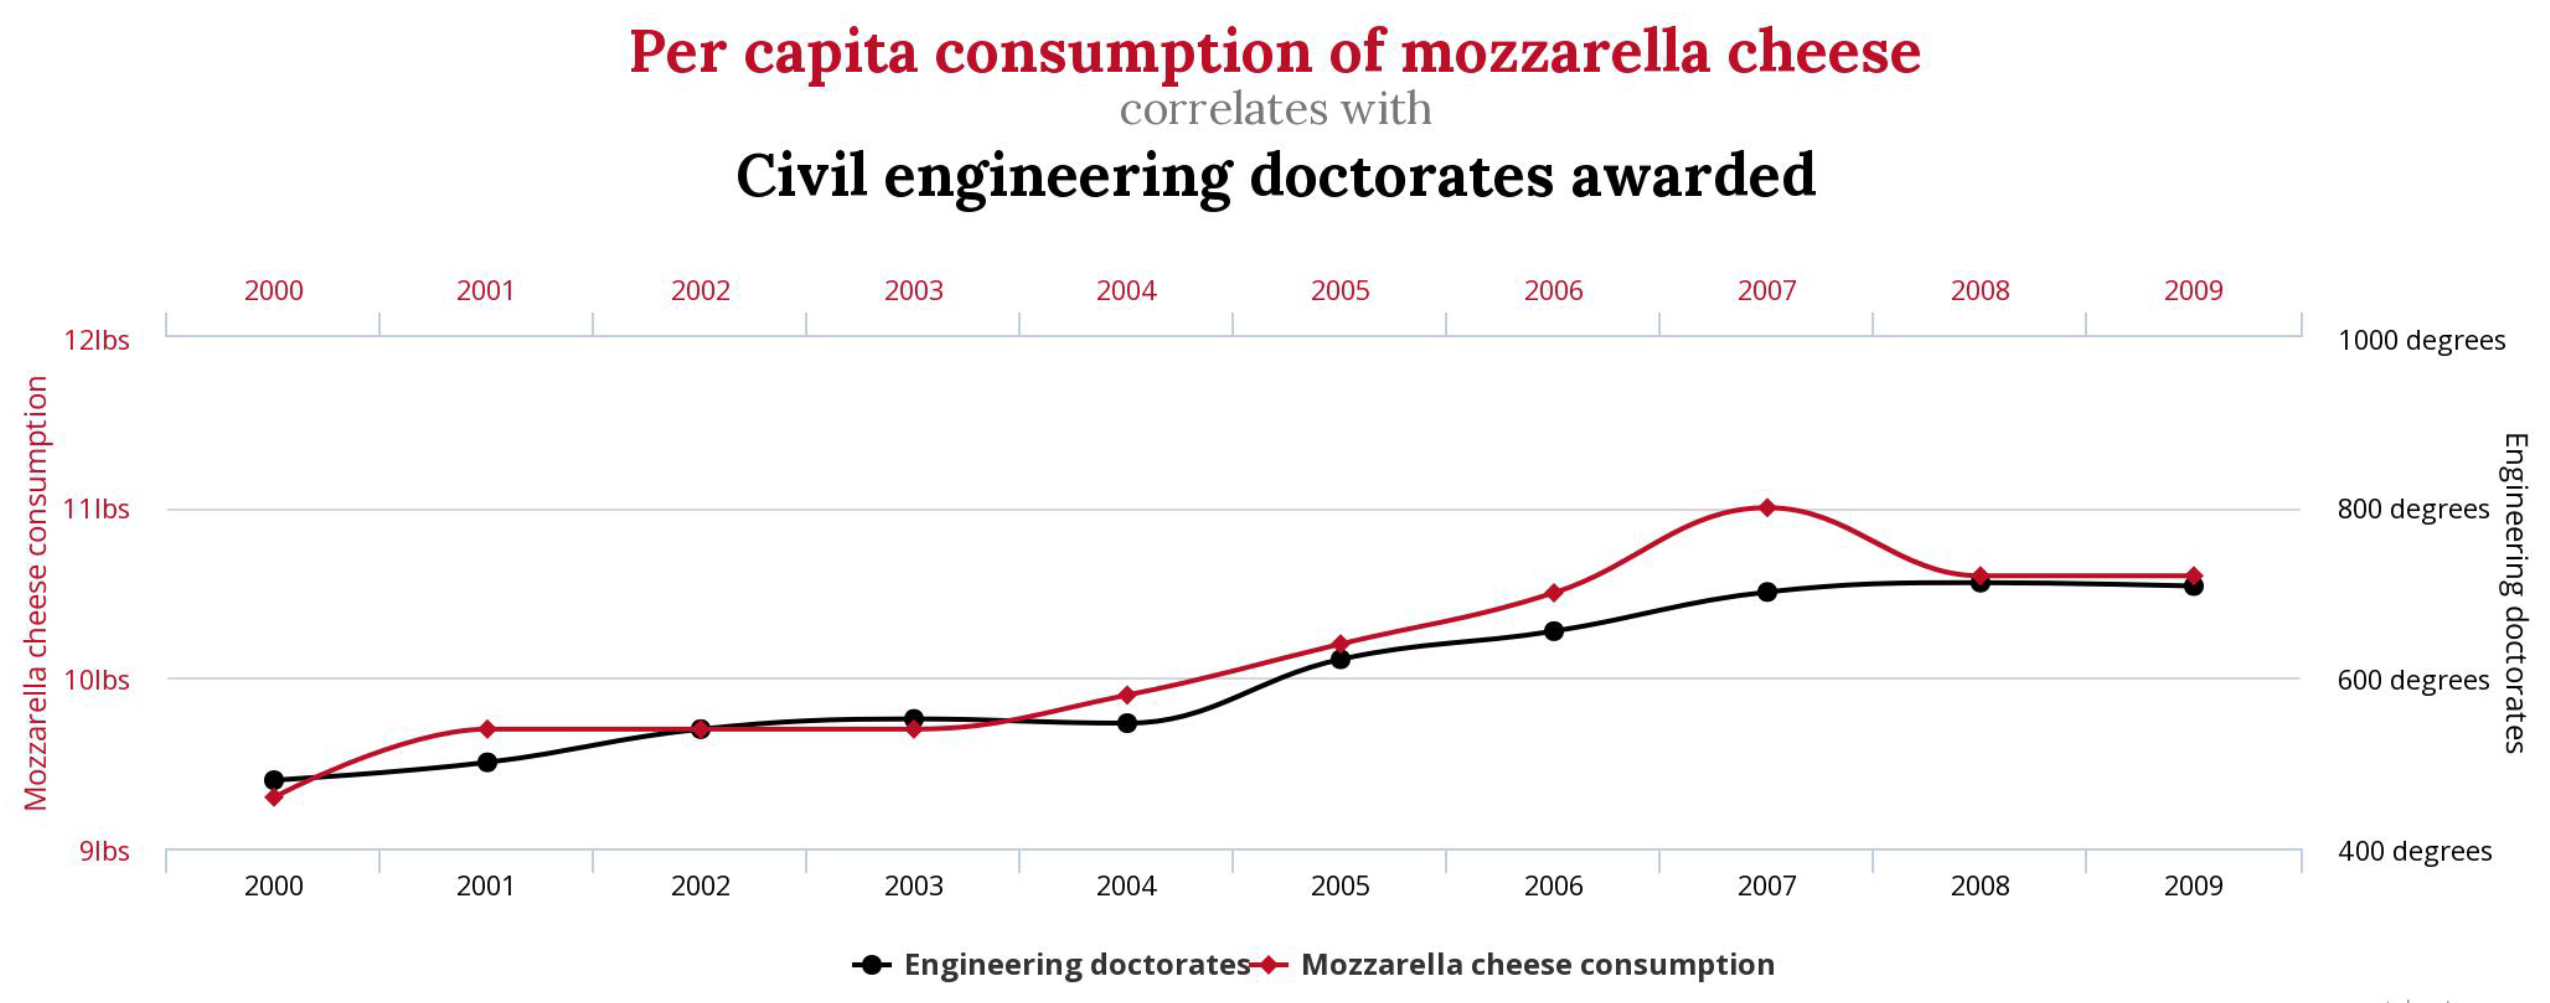 Per capita consumption of mozzarella cheese
correlates with
Civil engineering doctorates awarded
2000 2001 2002 2003 2004 2005 2006 2007 2008 2009
12lbs 1000 degrees
11lbs 800 degrees
10lbs 600 degrees
9lbs 400 degrees
Mozzarella cheese consumption
Engineering doctorates
2000 2001 2002 2003 2004 2005 2006 2007 2008 2009
Engineering doctorates Mozzarella cheese consumption